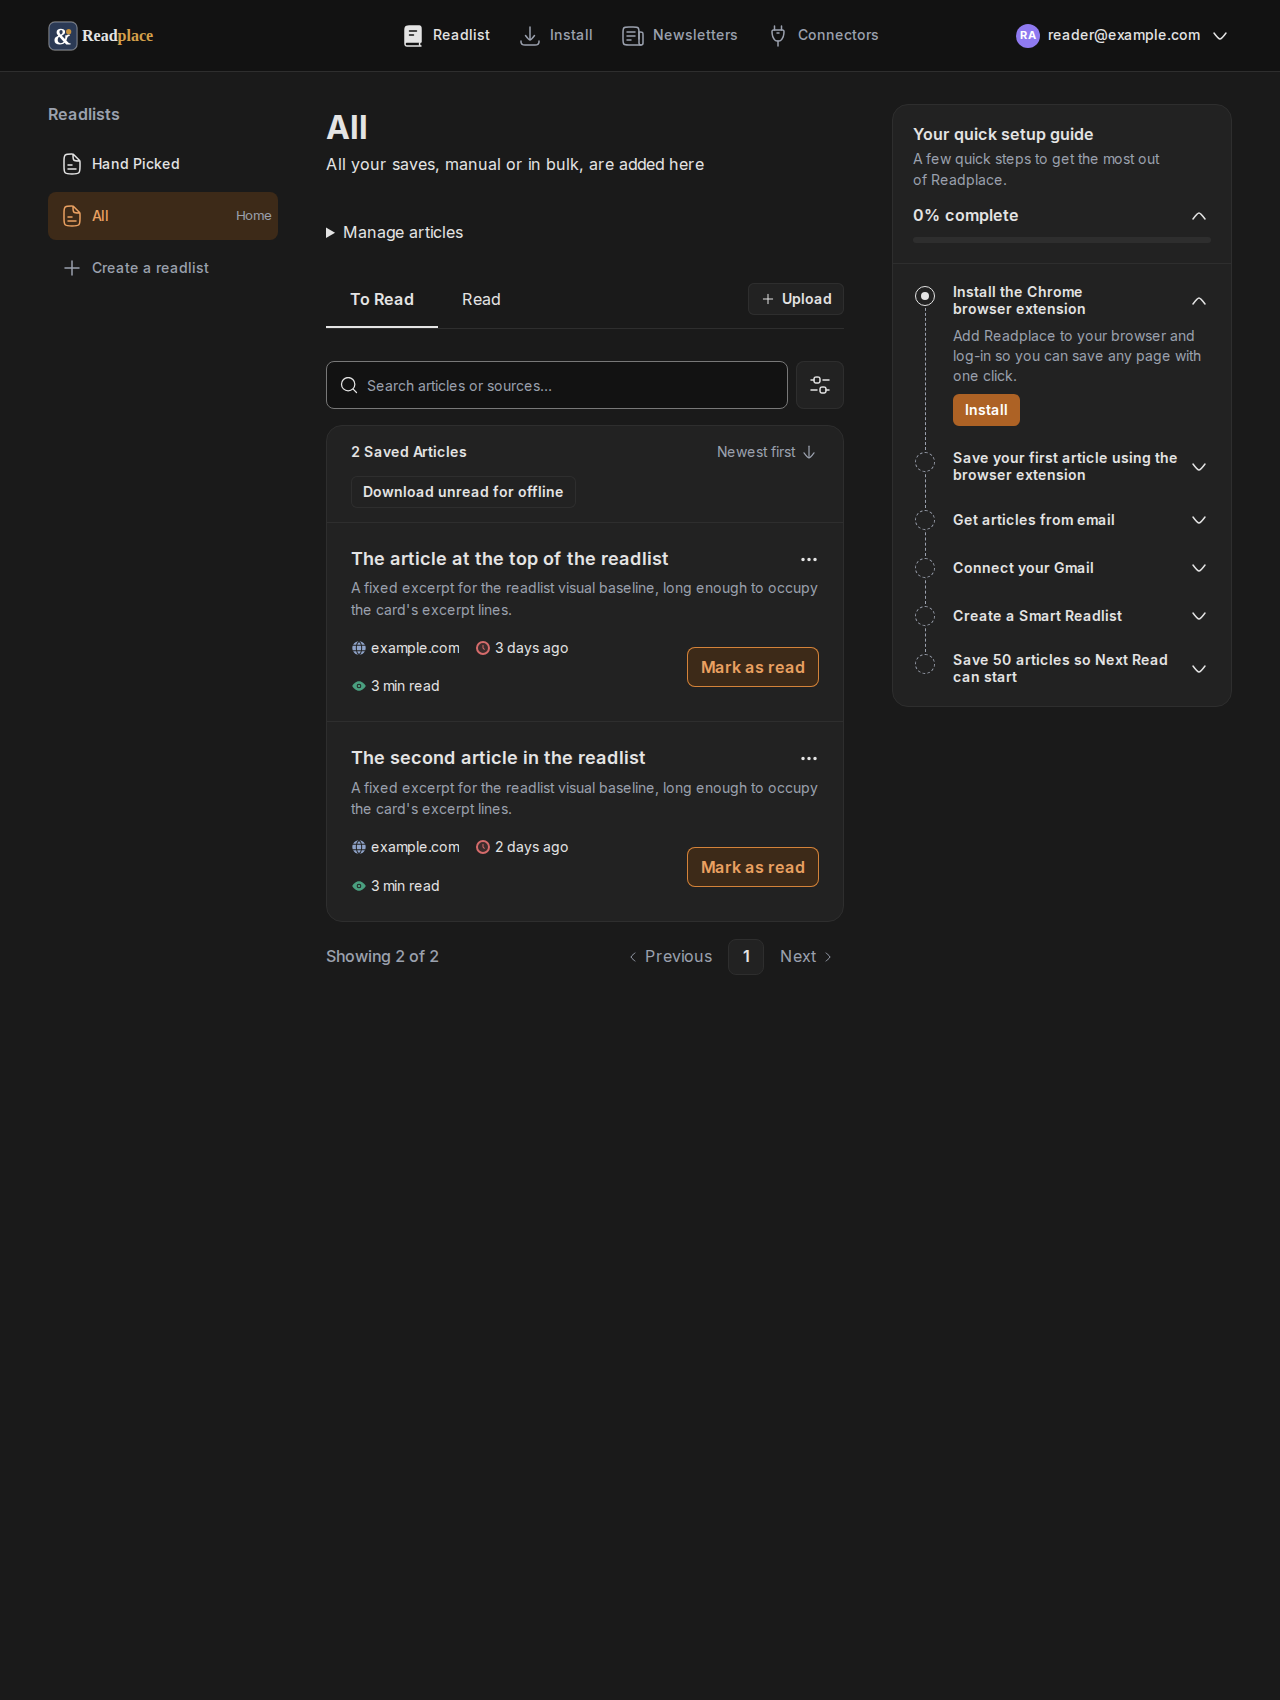 & Readplace
Readlist
Install
Newsletters
Connectors
RA reader@example.com
Readlists
Hand Picked
All Home
Create a readlist
All
All your saves, manual or in bulk, are added here
Manage articles
To Read
Read
Upload
Search articles or sources...
2 Saved Articles
Newest first
Download unread for offline
The article at the top of the readlist
A fixed excerpt for the readlist visual baseline, long enough to occupy
the card's excerpt lines.
example.com 3 days ago
3 min read
Mark as read
The second article in the readlist
A fixed excerpt for the readlist visual baseline, long enough to occupy
the card's excerpt lines.
example.com 2 days ago
3 min read
Mark as read
Showing 2 of 2
Previous 1 Next
Your quick setup guide
A few quick steps to get the most out
of Readplace.
0% complete
Install the Chrome
browser extension
Add Readplace to your browser and
log-in so you can save any page with
one click.
Install
Save your first article using the
browser extension
Get articles from email
Connect your Gmail
Create a Smart Readlist
Save 50 articles so Next Read
can start